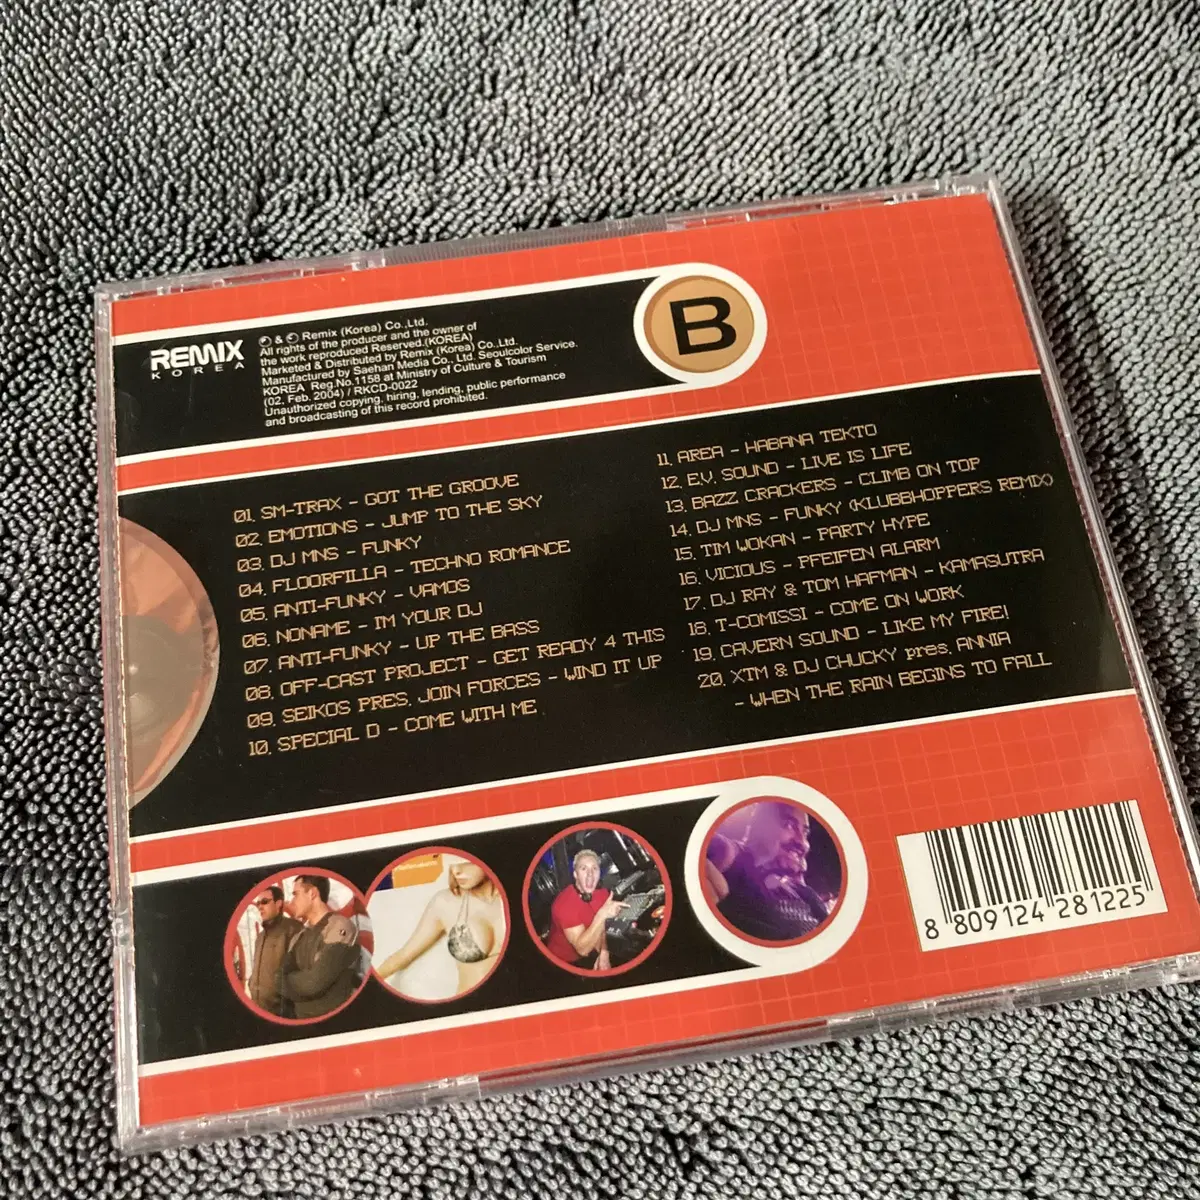 REMIX
KOREA
℗ & © Remix (Korea) Co.,Ltd.
All rights of the producer and the owner of
the work reproduced Reserved.(KOREA)
Marketed & Distributed by Remix (Korea) Co.,Ltd.
Manufactured by Saehan Media Co., Ltd. Seoulcolor Service.
KOREA Reg.No.1158 at Ministry of Culture & Tourism
(02, Feb. 2004) / RKCD-0022
Unauthorized copying, hiring, lending, public performance
and broadcasting of this record prohibited.
B
01. SM-TRAX - GOT THE GROOVE
02. EMOTIONS - JUMP TO THE SKY
03. DJ MNS - FUNKY
04. FLOORFILLA - TECHNO ROMANCE
05. ANTI-FUNKY - VAMOS
06. NONAME - I'M YOUR DJ
07. ANTI-FUNKY - UP THE BASS
08. OFF-CAST PROJECT - GET READY 4 THIS
09. SEIKOS PRES. JOIN FORCES - WIND IT UP
10. SPECIAL D - COME WITH ME
11. AREA - HABANA TEKTO
12. E.V. SOUND - LIVE IS LIFE
13. BAZZ CRACKERS - CLIMB ON TOP
14. DJ MNS - FUNKY (KLUBBHOPPERS REMIX)
15. TIM WOKAN - PARTY HYPE
16. VICIOUS - PFEIFEN ALARM
17. DJ RAY & TOM HAFMAN - KAMASUTRA
18. T-COMISSI - COME ON WORK
19. CAVERN SOUND - LIKE MY FIRE!
20. XTM & DJ CHUCKY pres. ANNIA
- WHEN THE RAIN BEGINS TO FALL
8 809124 281225